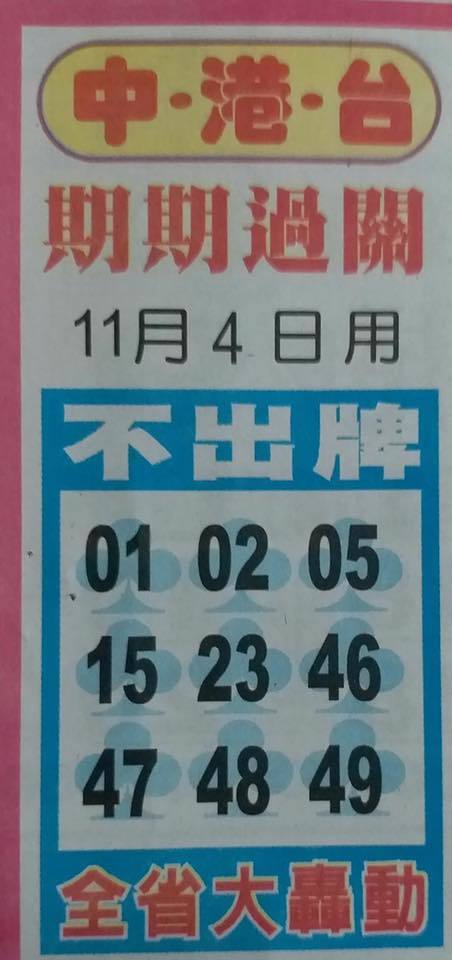 中·港·台
期期過關
11月4日用
不出牌
01 02 05
15 23 46
47 48 49
全省大轟動